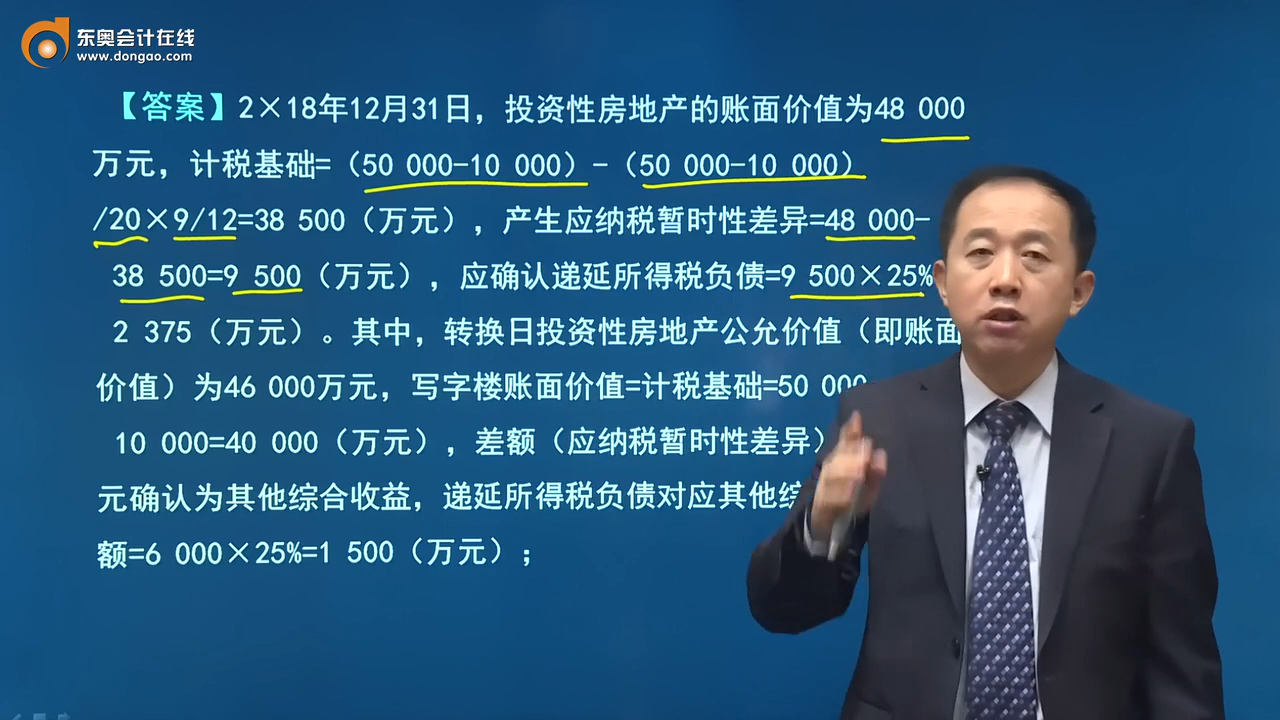 东奥会计在线
www.dongao.com
【答案】2×18年12月31日，投资性房地产的账面价值为48 000
万元，计税基础=（50 000-10 000）-（50 000-10 000）
/20×9/12=38 500（万元），产生应纳税暂时性差异=48 000-
38 500=9 500（万元），应确认递延所得税负债=9 500×25%
2 375（万元）。其中，转换日投资性房地产公允价值（即账面
价值）为46 000万元，写字楼账面价值=计税基础=50 000
10 000=40 000（万元），差额（应纳税暂时性差异）
元确认为其他综合收益，递延所得税负债对应其他综
额=6 000×25%=1 500（万元）；